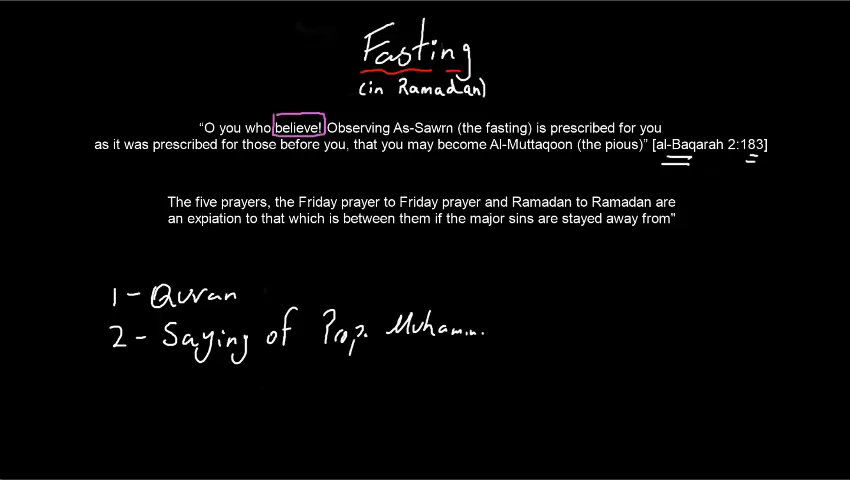 Fasting
(in Ramadan)
“O you who believe! Observing As-Sawm (the fasting) is prescribed for you
as it was prescribed for those before you, that you may become Al-Muttaqoon (the pious)” [al-Baqarah 2:183]
The five prayers, the Friday prayer to Friday prayer and Ramadan to Ramadan are
an expiation to that which is between them if the major sins are stayed away from"
1 - Quran
2 - Saying of Prop.